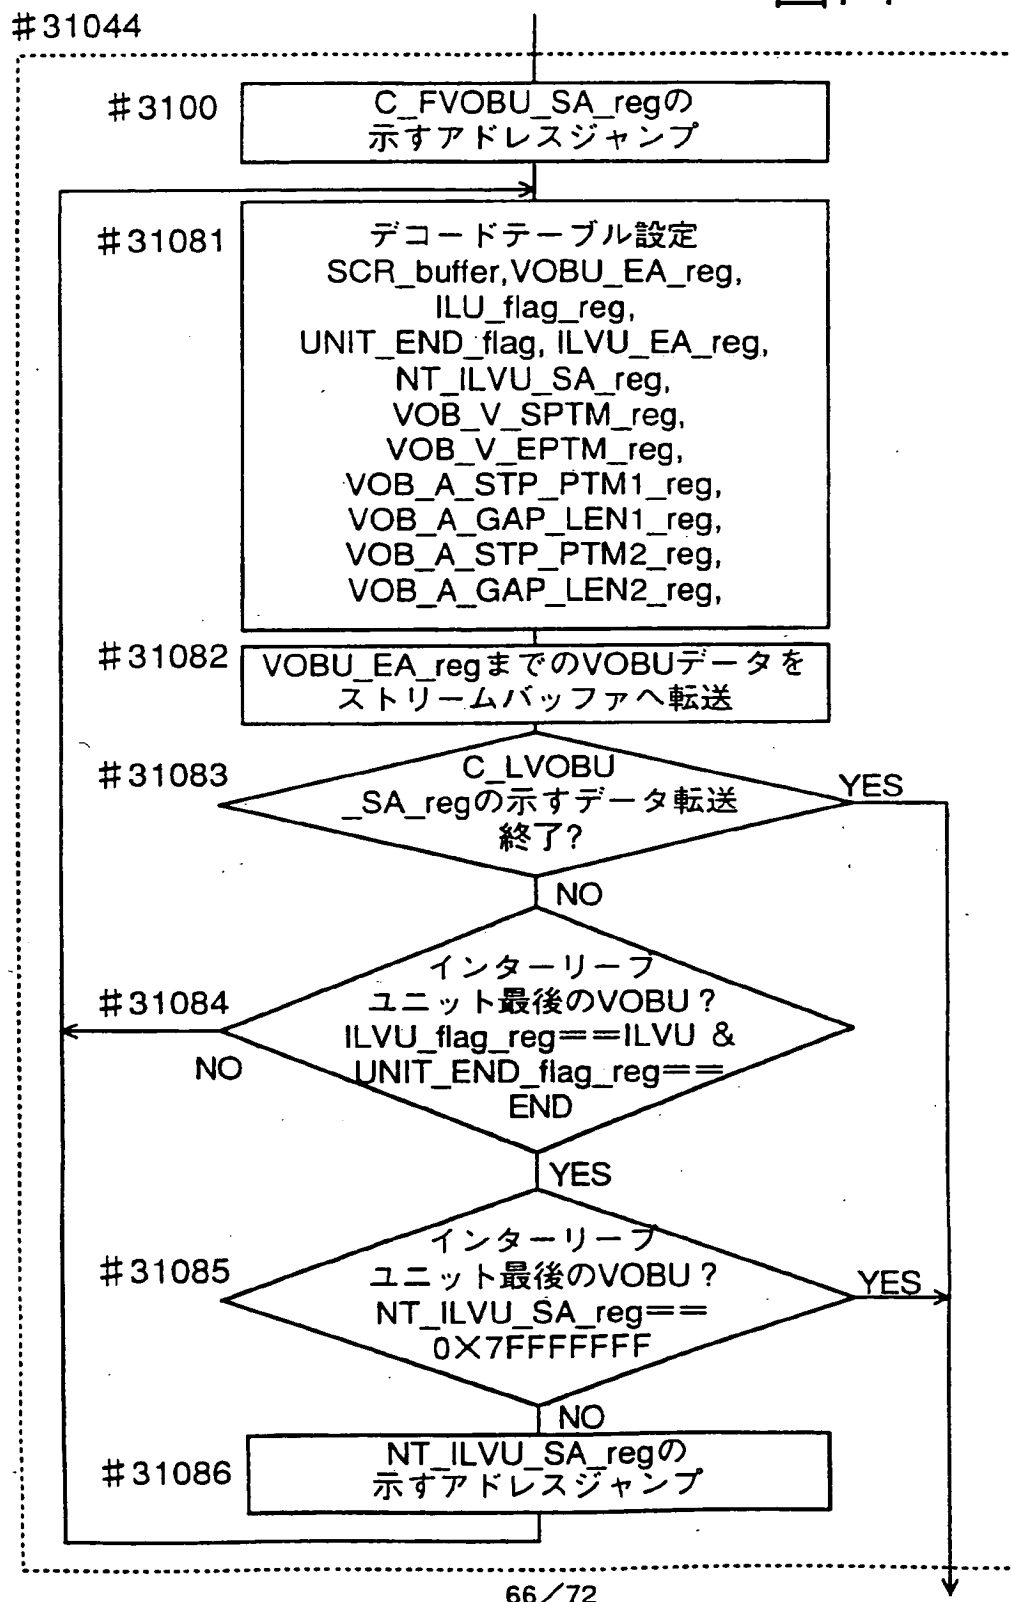 #31044
#3100
C_FVOBU_SA_regの
示すアドレスジャンプ
#31081
デコードテーブル設定
SCR_buffer,VOBU_EA_reg,
ILU_flag_reg,
UNIT_END_flag, ILVU_EA_reg,
NT_ILVU_SA_reg,
VOB_V_SPTM_reg,
VOB_V_EPTM_reg,
VOB_A_STP_PTM1_reg,
VOB_A_GAP_LEN1_reg,
VOB_A_STP_PTM2_reg,
VOB_A_GAP_LEN2_reg,
#31082
VOBU_EA_regまでのVOBUデータを
ストリームバッファへ転送
#31083
C_LVOBU
_SA_regの示すデータ転送
終了?
YES
NO
#31084
インターリーフ
ユニット最後のVOBU?
ILVU_flag_reg==ILVU &
UNIT_END_flag_reg==
END
NO
YES
#31085
インターリーブ
ユニット最後のVOBU?
NT_ILVU_SA_reg==
0×7FFFFFFF
YES
NO
#31086
NT_ILVU_SA_regの
示すアドレスジャンプ
66/72